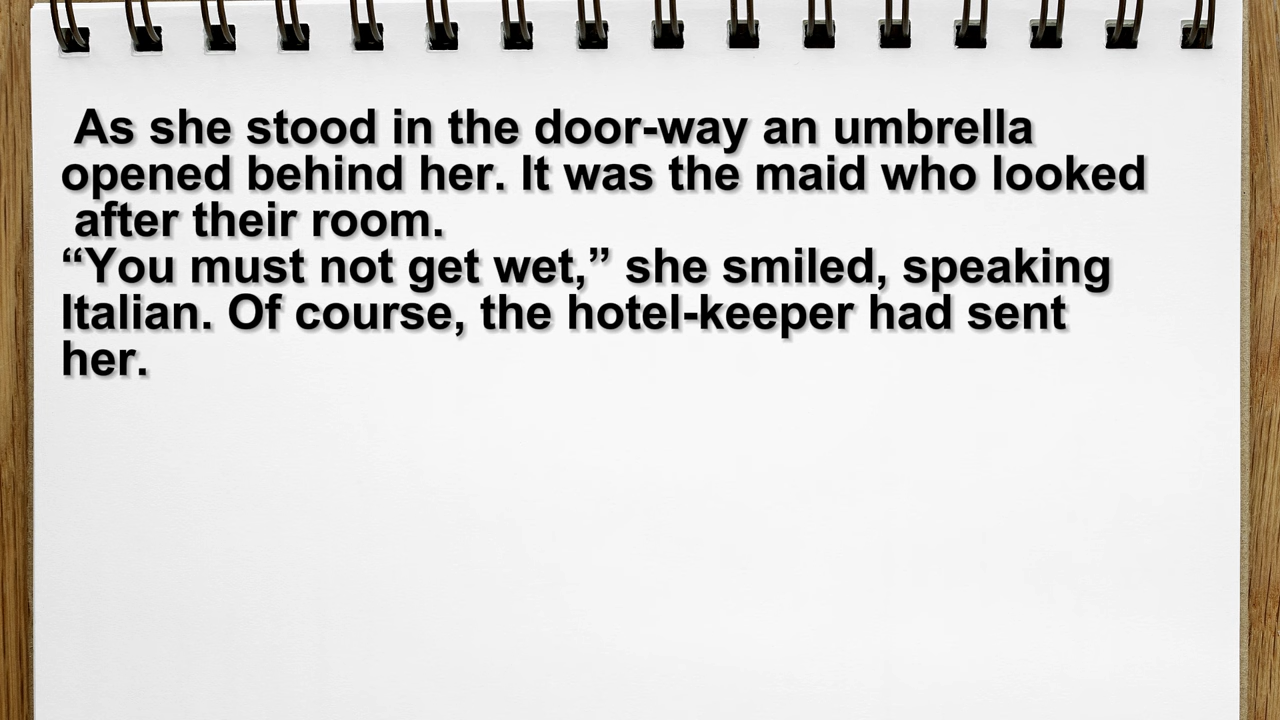 As she stood in the door-way an umbrella
opened behind her. It was the maid who looked
after their room.
“You must not get wet,” she smiled, speaking
Italian. Of course, the hotel-keeper had sent
her.